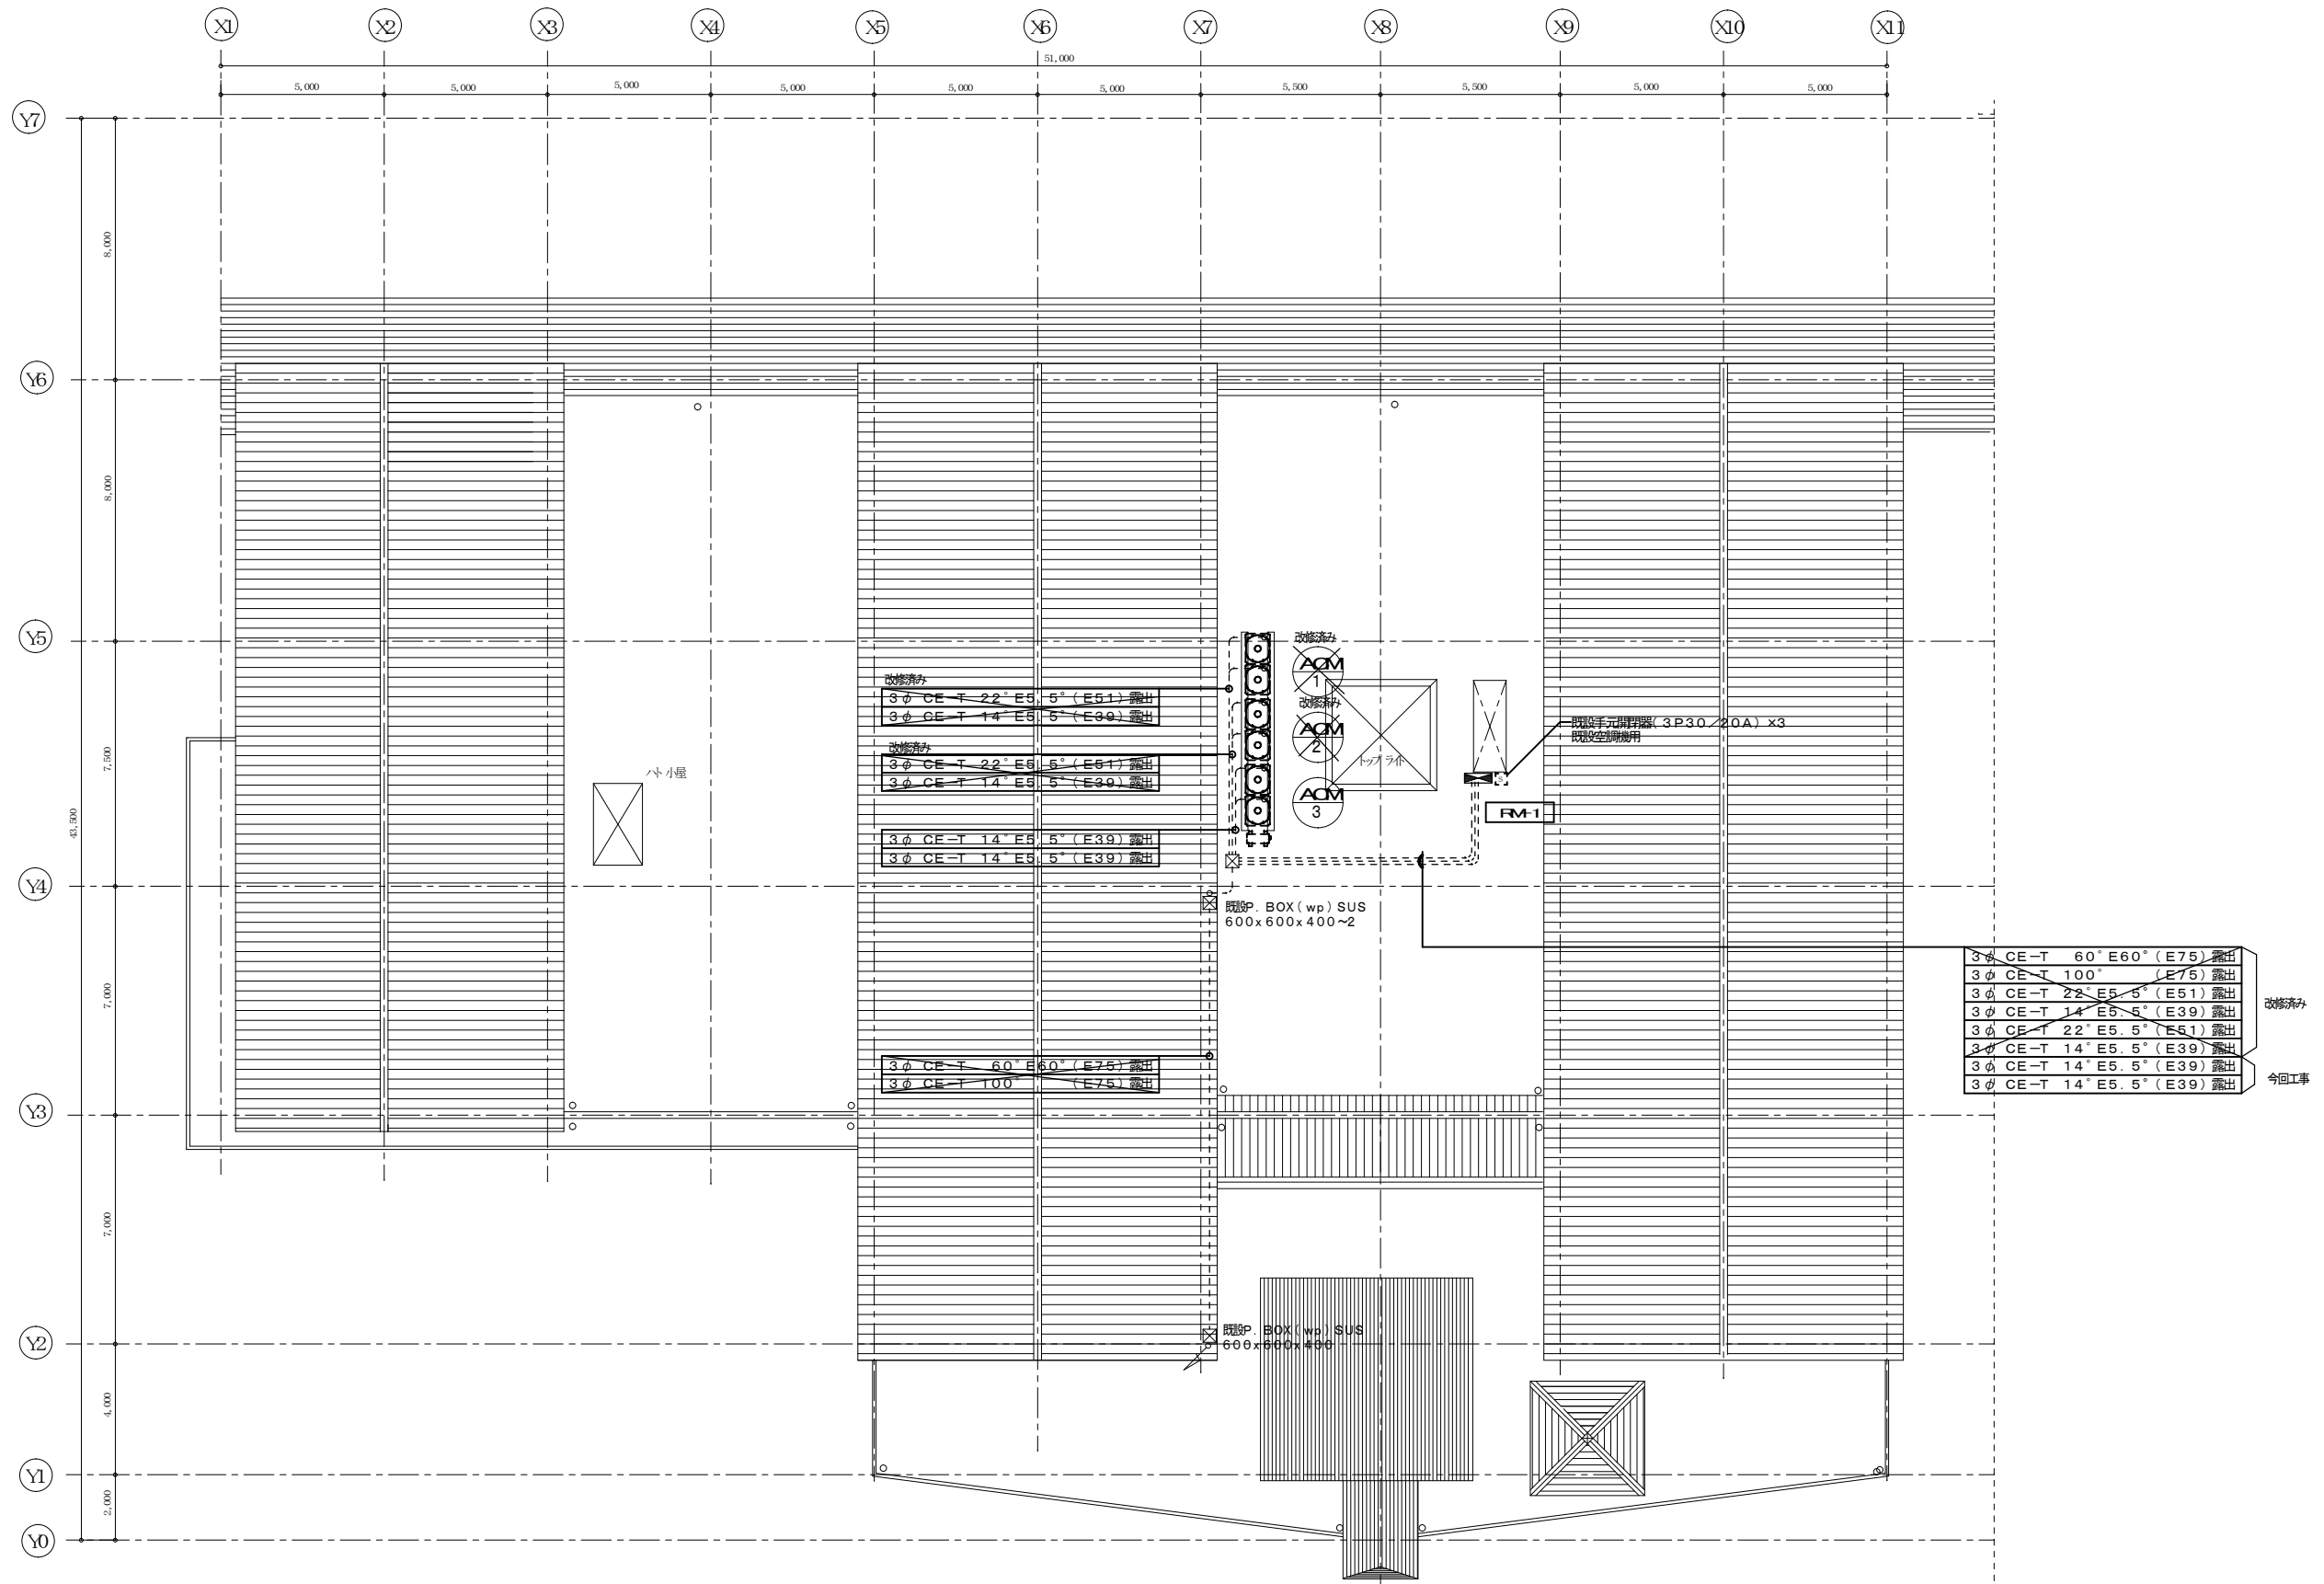 X1 X2 X3 X4 X5 X6 X7 X8 X9 X10 X11
51,000
5,000 5,000 5,000 5,000 5,000 5,000 5,500 5,500 5,000 5,000
Y7
8,000
Y6
8,000
Y5
7,500
43,500
Y4
7,000
Y3
7,000
Y2
4,000
Y1
2,000
Y0
ハト小屋
改修済み
3φ CE-T 22°E5.5°(E51)露出
3φ CE-T 14°E5.5°(E39)露出
改修済み
3φ CE-T 22°E5.5°(E51)露出
3φ CE-T 14°E5.5°(E39)露出
3φ CE-T 14°E5.5°(E39)露出
3φ CE-T 14°E5.5°(E39)露出
改修済み
ACM
1
改修済み
ACM
2
ACM
3
トップライト
既設手元開閉器(3P30/20A)×3
既設空調機用
S
RM-1
既設P.BOX(wp)SUS
600x600x400~2
3φ CE-T 60°E60°(E75)露出
3φ CE-T 100° (E75)露出
3φ CE-T 60°E60°(E75)露出
3φ CE-T 100° (E75)露出
3φ CE-T 22°E5.5°(E51)露出
3φ CE-T 14°E5.5°(E39)露出
3φ CE-T 22°E5.5°(E51)露出
3φ CE-T 14°E5.5°(E39)露出
3φ CE-T 14°E5.5°(E39)露出
3φ CE-T 14°E5.5°(E39)露出
改修済み
今回工事
既設P.BOX(wp)SUS
600x600x400